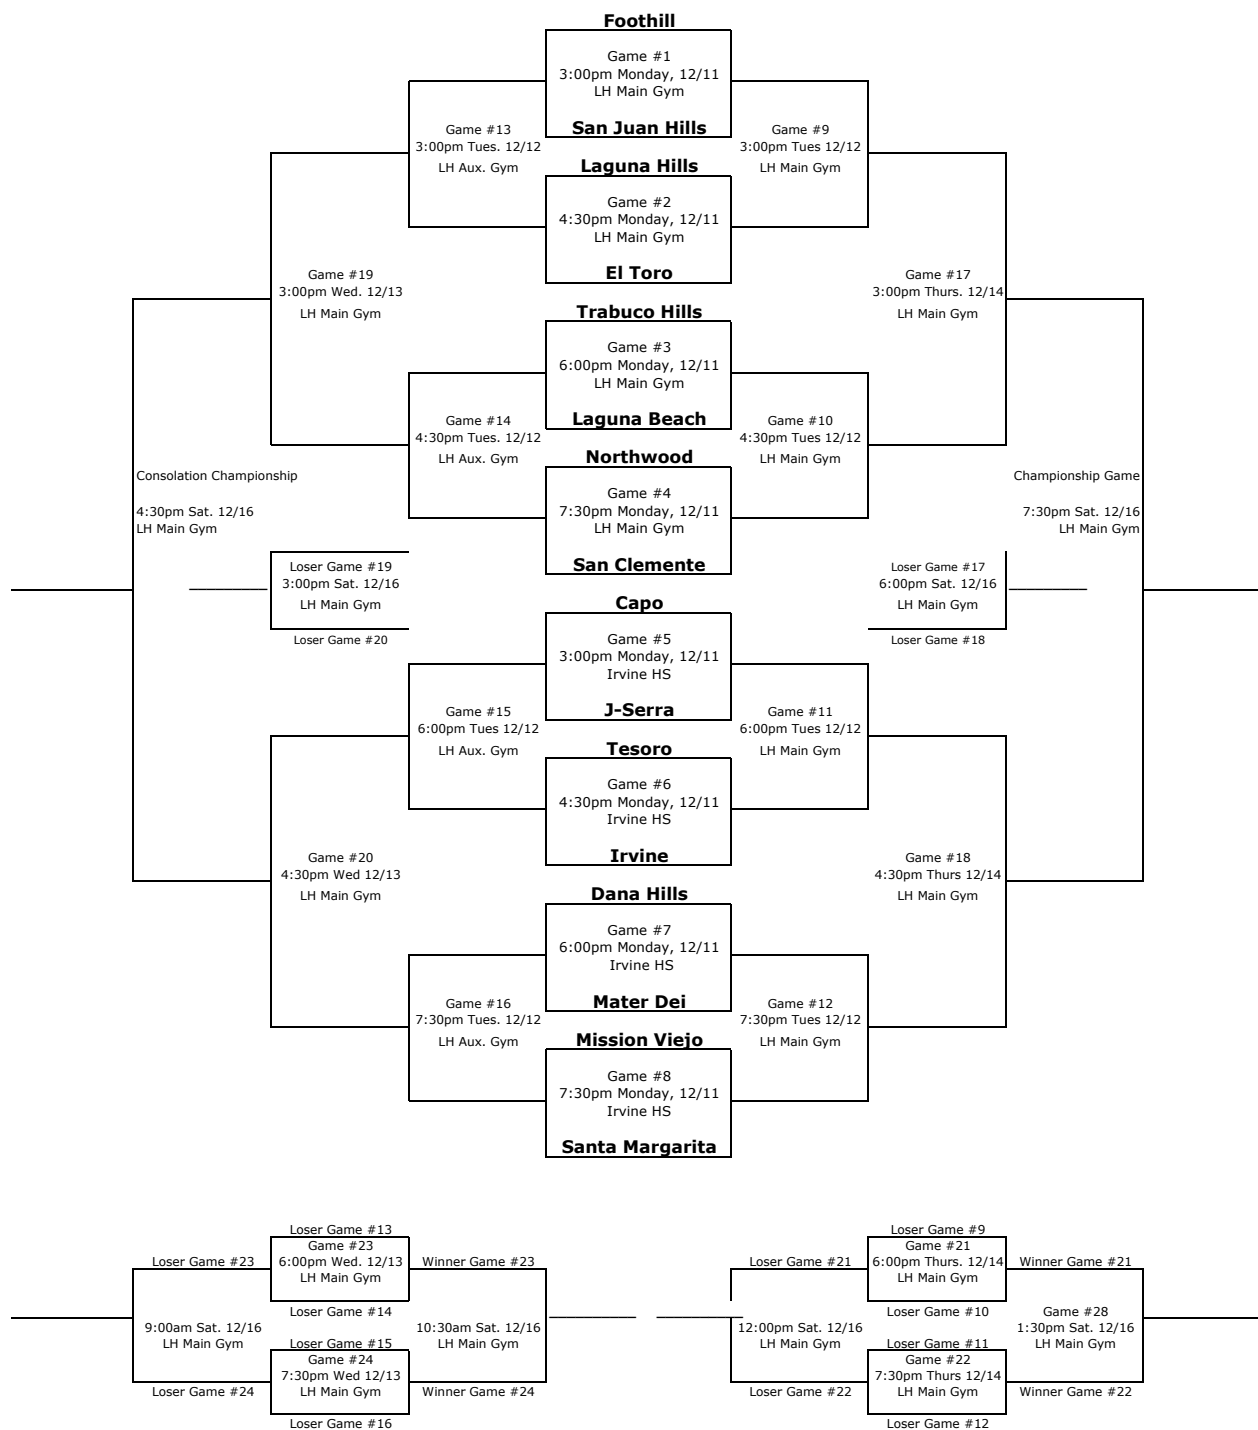 Foothill
Game #1
3:00pm Monday, 12/11
LH Main Gym
San Juan Hills
Game #13
3:00pm Tues. 12/12
LH Aux. Gym
Game #9
3:00pm Tues 12/12
LH Main Gym
Laguna Hills
Game #2
4:30pm Monday, 12/11
LH Main Gym
El Toro
Game #19
3:00pm Wed. 12/13
LH Main Gym
Game #17
3:00pm Thurs. 12/14
LH Main Gym
Trabuco Hills
Game #3
6:00pm Monday, 12/11
LH Main Gym
Laguna Beach
Game #14
4:30pm Tues. 12/12
LH Aux. Gym
Game #10
4:30pm Tues 12/12
LH Main Gym
Northwood
Game #4
7:30pm Monday, 12/11
LH Main Gym
San Clemente
Consolation Championship
4:30pm Sat. 12/16
LH Main Gym
Championship Game
7:30pm Sat. 12/16
LH Main Gym
Loser Game #19
3:00pm Sat. 12/16
LH Main Gym
Loser Game #20
Loser Game #17
6:00pm Sat. 12/16
LH Main Gym
Loser Game #18
Capo
Game #5
3:00pm Monday, 12/11
Irvine HS
J-Serra
Game #15
6:00pm Tues 12/12
LH Aux. Gym
Game #11
6:00pm Tues 12/12
LH Main Gym
Tesoro
Game #6
4:30pm Monday, 12/11
Irvine HS
Irvine
Game #20
4:30pm Wed 12/13
LH Main Gym
Game #18
4:30pm Thurs 12/14
LH Main Gym
Dana Hills
Game #7
6:00pm Monday, 12/11
Irvine HS
Mater Dei
Game #16
7:30pm Tues. 12/12
LH Aux. Gym
Game #12
7:30pm Tues 12/12
LH Main Gym
Mission Viejo
Game #8
7:30pm Monday, 12/11
Irvine HS
Santa Margarita
Loser Game #13
Game #23
6:00pm Wed. 12/13
LH Main Gym
Loser Game #14
Loser Game #23
Winner Game #23
9:00am Sat. 12/16
LH Main Gym
10:30am Sat. 12/16
LH Main Gym
Loser Game #15
Game #24
7:30pm Wed 12/13
LH Main Gym
Loser Game #16
Loser Game #24
Winner Game #24
Loser Game #9
Game #21
6:00pm Thurs. 12/14
LH Main Gym
Loser Game #10
Loser Game #21
Winner Game #21
12:00pm Sat. 12/16
LH Main Gym
Game #28
1:30pm Sat. 12/16
LH Main Gym
Loser Game #11
Game #22
7:30pm Thurs 12/14
LH Main Gym
Loser Game #12
Loser Game #22
Winner Game #22